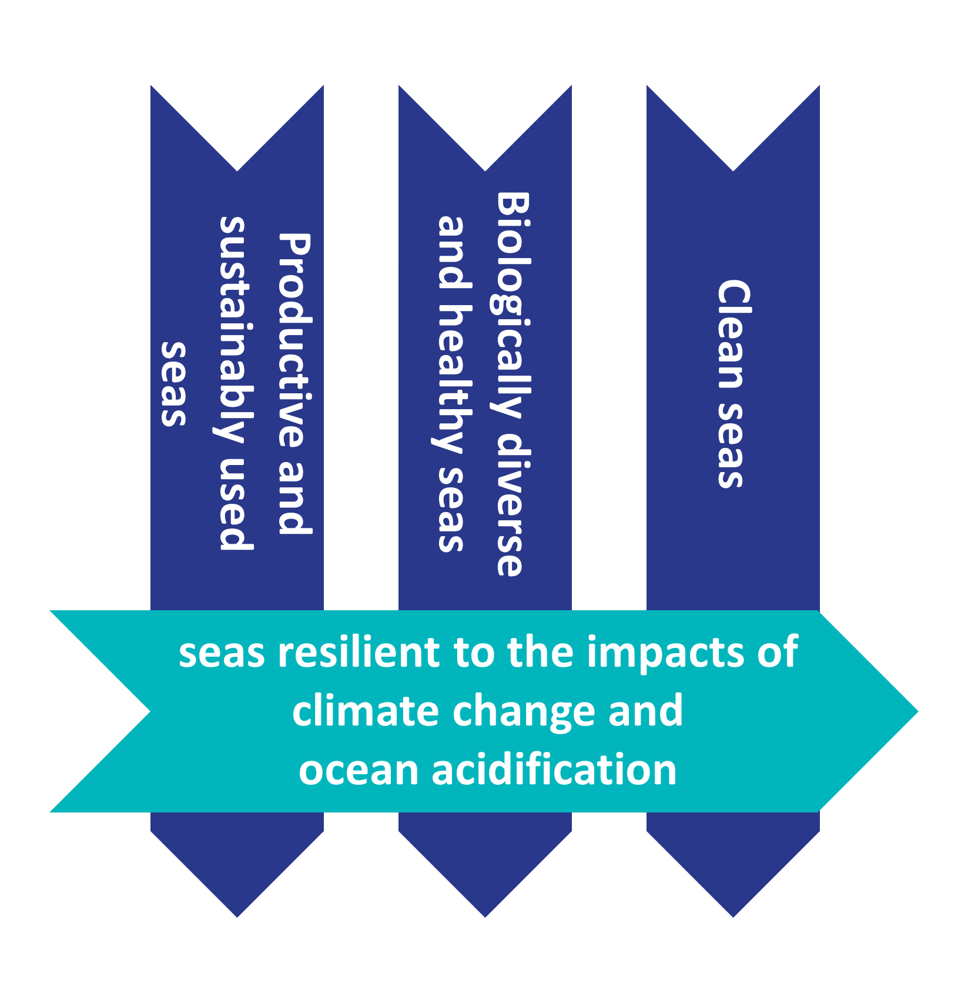 Productive and
sustainably used
seas
Biologically diverse
and healthy seas
Clean seas
seas resilient to the impacts of
climate change and
ocean acidification